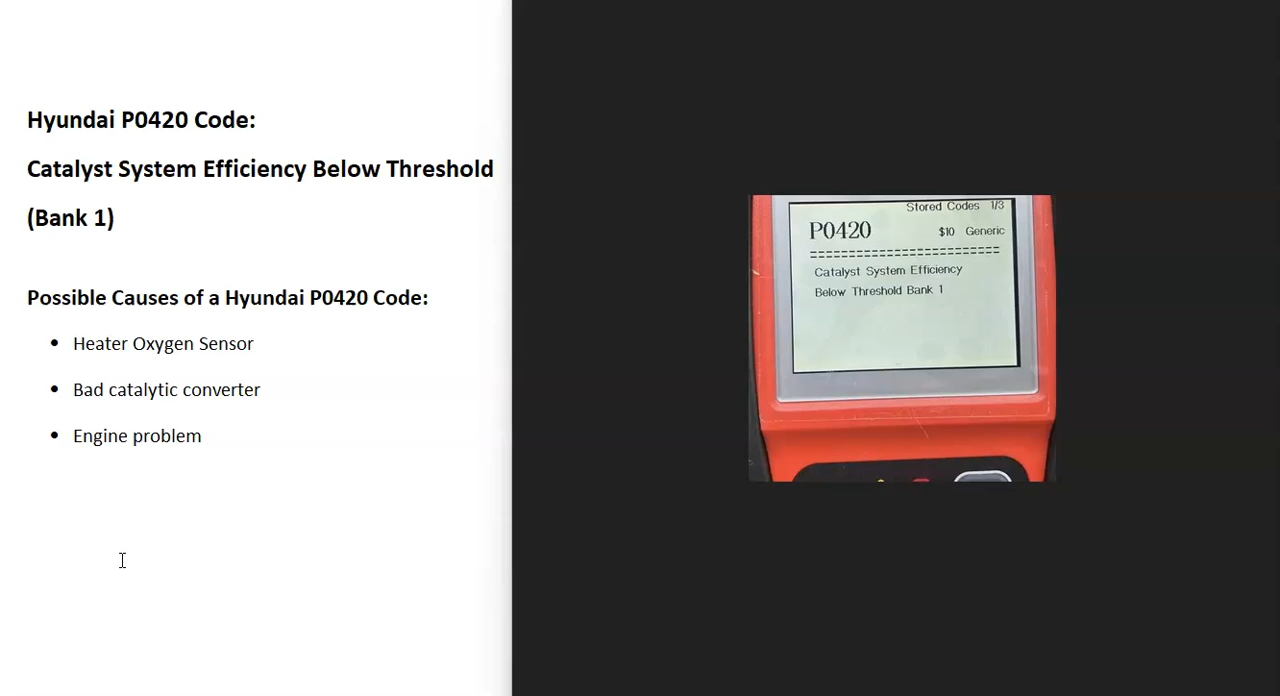 Hyundai P0420 Code:
Catalyst System Efficiency Below Threshold
(Bank 1)
Possible Causes of a Hyundai P0420 Code:
• Heater Oxygen Sensor
• Bad catalytic converter
• Engine problem
Stored Codes 1/3
P0420 $10 Generic
===========================
Catalyst System Efficiency
Below Threshold Bank 1